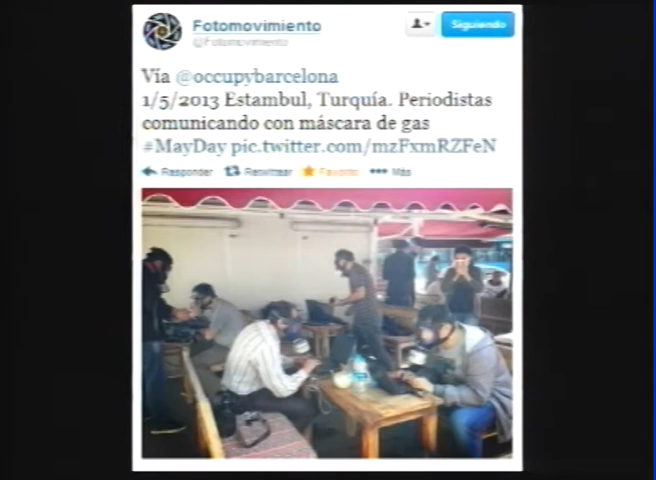 Fotomovimiento
@Fotomovimiento
Siguiendo
Vía @occupybarcelona
1/5/2013 Estambul, Turquía. Periodistas
comunicando con máscara de gas
#MayDay pic.twitter.com/mzFxmRZFeN
Responder Retwittear Favorito Más